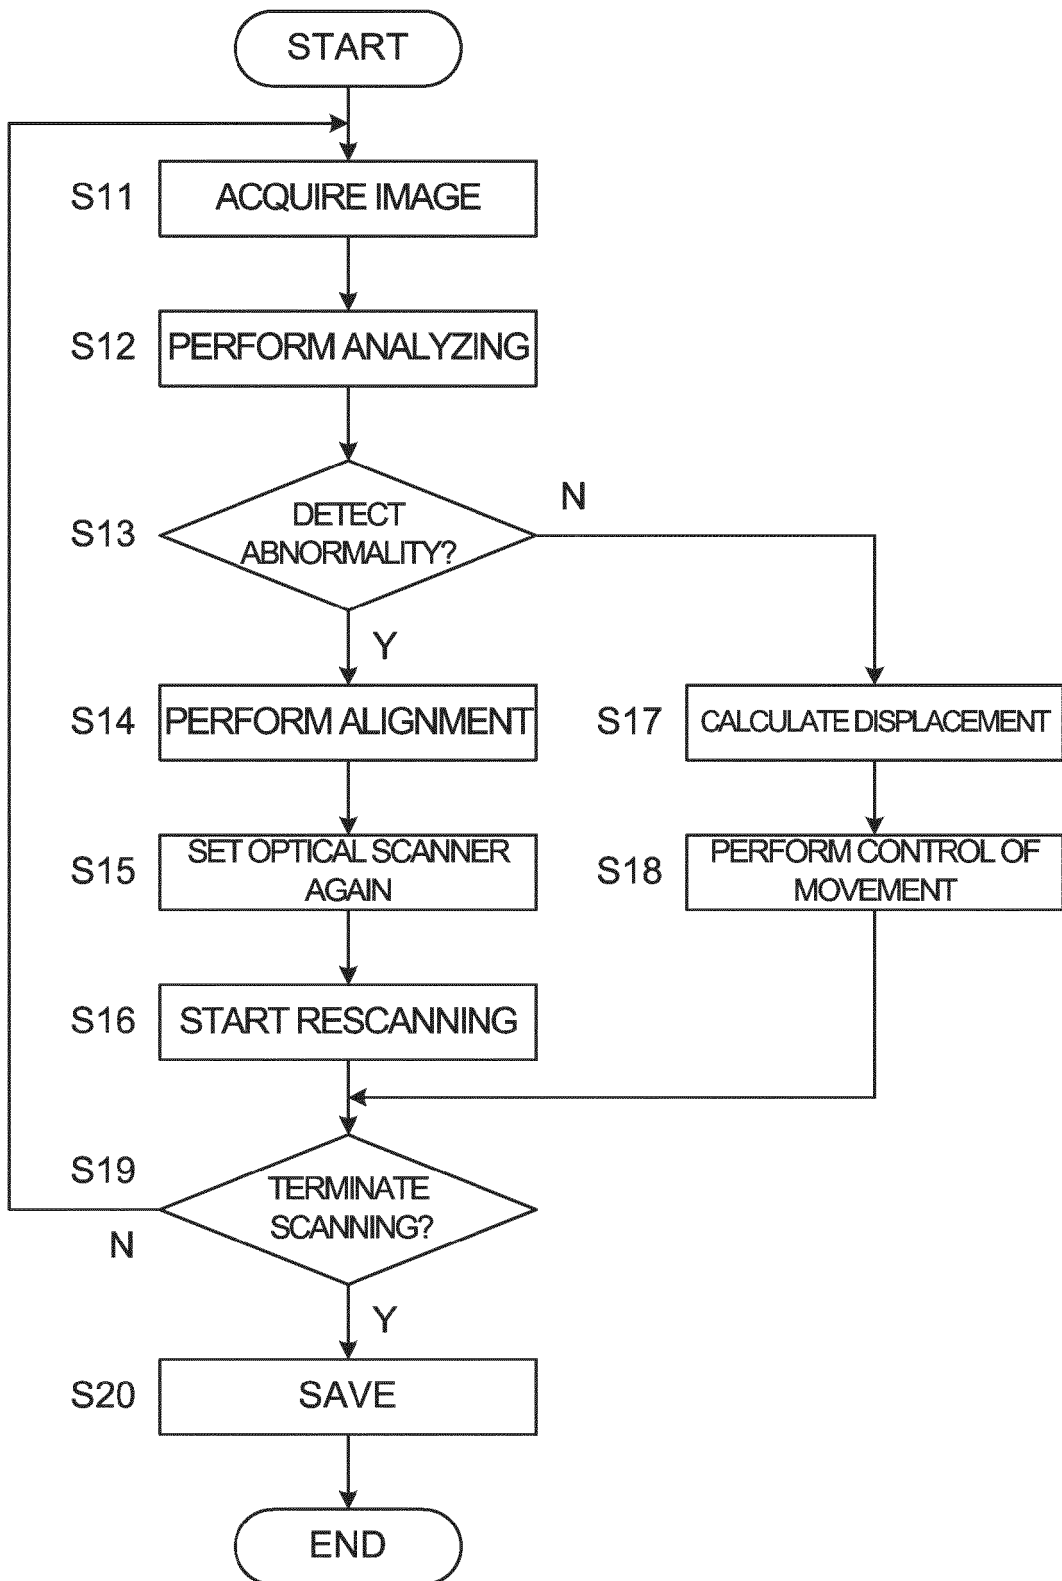 START
S11
ACQUIRE IMAGE
S12
PERFORM ANALYZING
S13
DETECT
ABNORMALITY?
N
Y
S14
PERFORM ALIGNMENT
S17
CALCULATE DISPLACEMENT
S15
SET OPTICAL SCANNER
AGAIN
S18
PERFORM CONTROL OF
MOVEMENT
S16
START RESCANNING
S19
TERMINATE
SCANNING?
N
Y
S20
SAVE
END